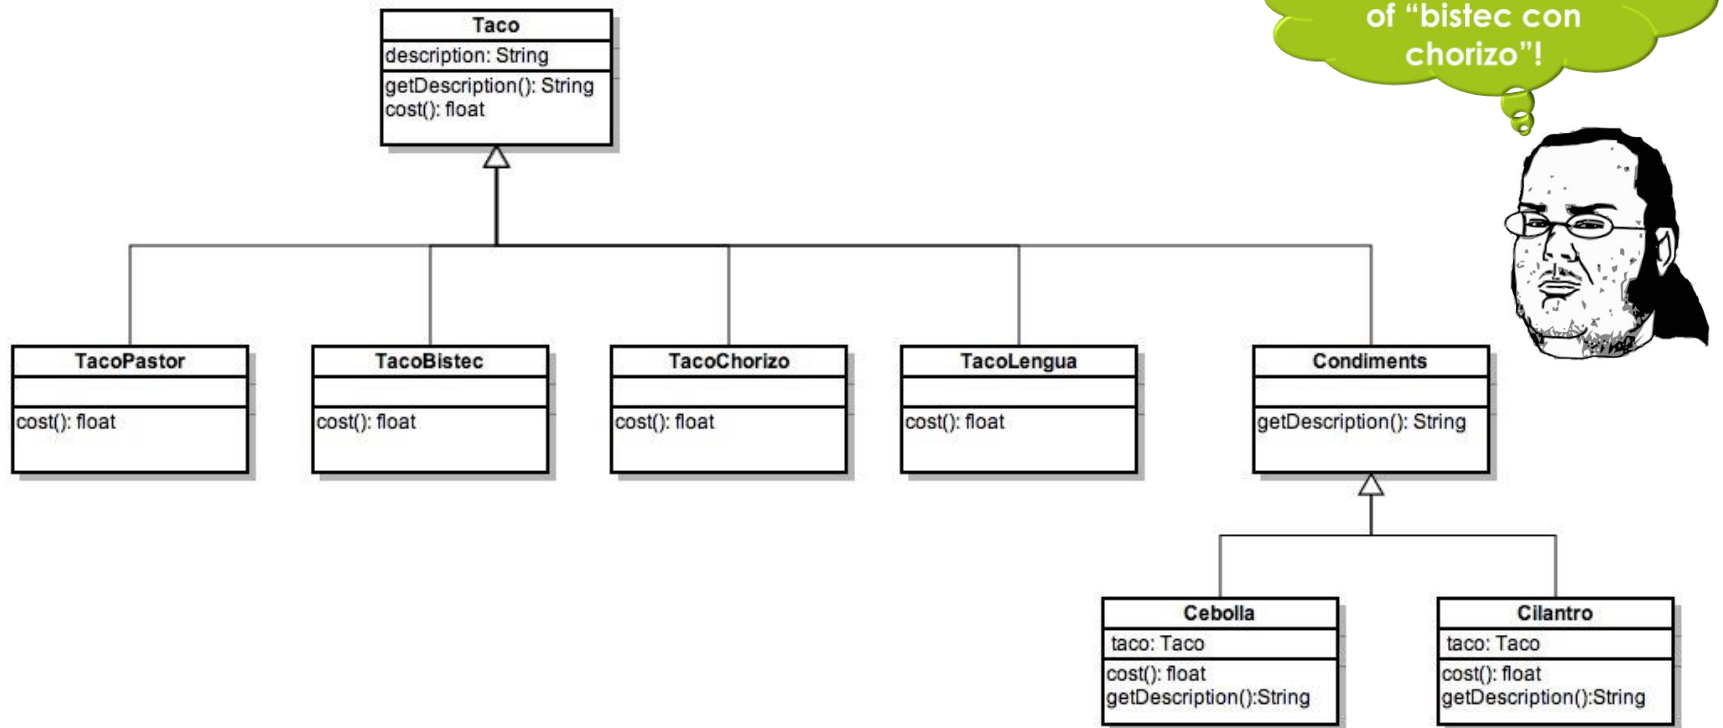 of “bistec con
chorizo”!
Taco
description: String
getDescription(): String
cost(): float
TacoPastor
cost(): float
TacoBistec
cost(): float
TacoChorizo
cost(): float
TacoLengua
cost(): float
Condiments
getDescription(): String
Cebolla
taco: Taco
cost(): float
getDescription():String
Cilantro
taco: Taco
cost(): float
getDescription():String